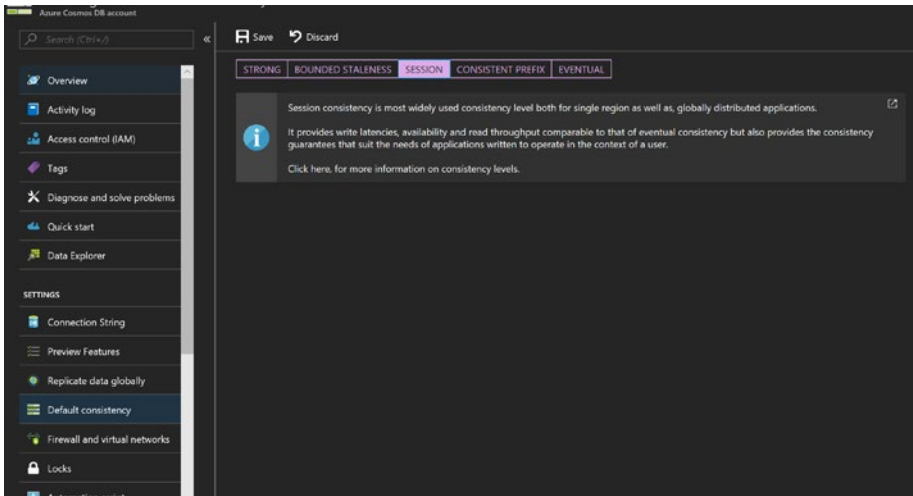 Azure Cosmos DB account
Search (Ctrl+/)
«
Save
Discard
STRONG
BOUNDED STALENESS
SESSION
CONSISTENT PREFIX
EVENTUAL
Session consistency is most widely used consistency level both for single region as well as, globally distributed applications.
It provides write latencies, availability and read throughput comparable to that of eventual consistency but also provides the consistency
guarantees that suit the needs of applications written to operate in the context of a user.
Click here, for more information on consistency levels.
Overview
Activity log
Access control (IAM)
Tags
Diagnose and solve problems
Quick start
Data Explorer
SETTINGS
Connection String
Preview Features
Replicate data globally
Default consistency
Firewall and virtual networks
Locks